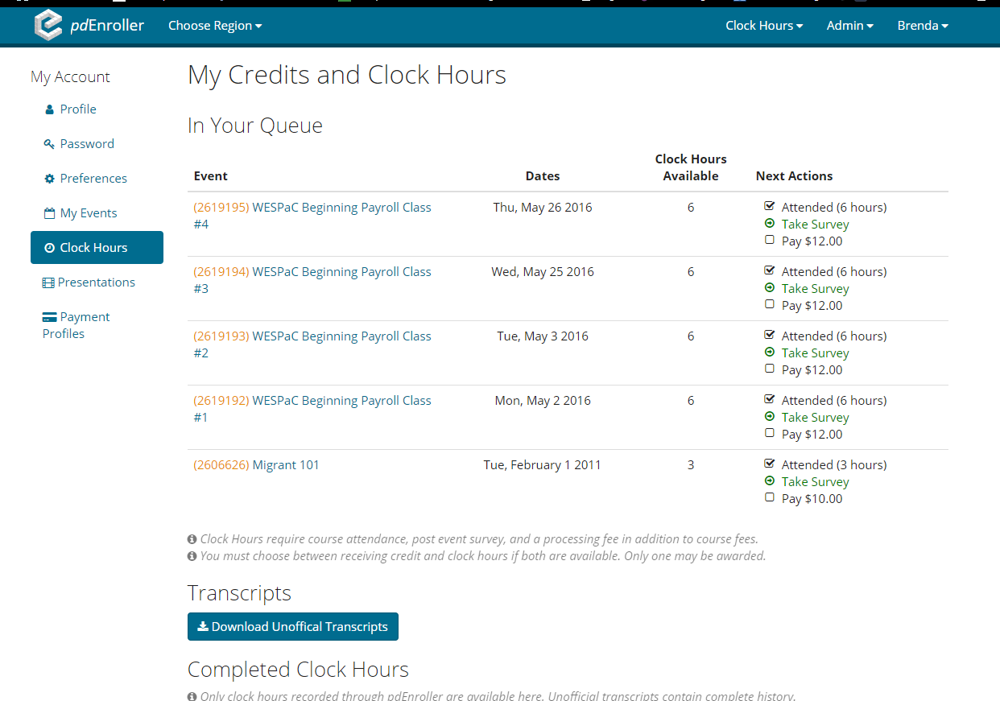 pdEnroller Choose Region Clock Hours Admin Brenda
My Account
Profile
Password
Preferences
My Events
Clock Hours
Presentations
Payment
Profiles
My Credits and Clock Hours
In Your Queue
Event Dates Clock Hours Available Next Actions
(2619195) WESPaC Beginning Payroll Class
#4
Thu, May 26 2016
6
Attended (6 hours)
Take Survey
Pay $12.00
(2619194) WESPaC Beginning Payroll Class
#3
Wed, May 25 2016
6
Attended (6 hours)
Take Survey
Pay $12.00
(2619193) WESPaC Beginning Payroll Class
#2
Tue, May 3 2016
6
Attended (6 hours)
Take Survey
Pay $12.00
(2619192) WESPaC Beginning Payroll Class
#1
Mon, May 2 2016
6
Attended (6 hours)
Take Survey
Pay $12.00
(2606626) Migrant 101
Tue, February 1 2011
3
Attended (3 hours)
Take Survey
Pay $10.00
Clock Hours require course attendance, post event survey, and a processing fee in addition to course fees.
You must choose between receiving credit and clock hours if both are available. Only one may be awarded.
Transcripts
Download Unoffical Transcripts
Completed Clock Hours
Only clock hours recorded through pdEnroller are available here. Unofficial transcripts contain complete history.